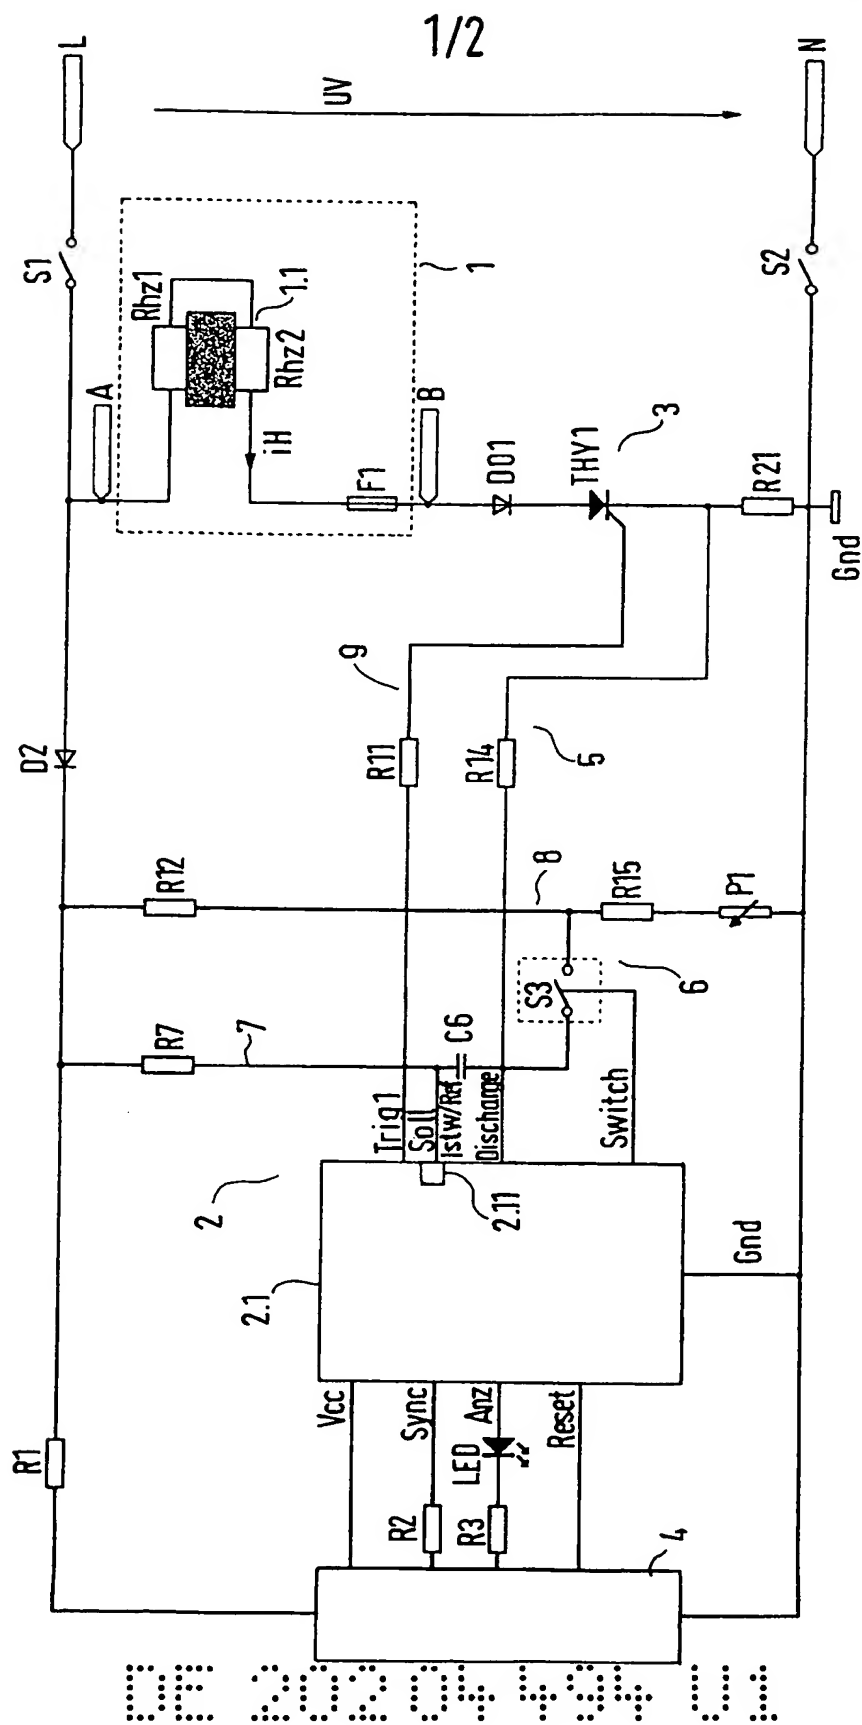 1/2
L
N
UV
S1
S2
Rhz1
Rhz2
1.1
1
A
iH
F1
B
D01
THY1
3
R21
Gnd
D2
9
R11
R14
5
R12
8
R15
P1
S3
6
R7
7
C6
Trig1
Soll
Istw/Ref
Discharge
Switch
2
2.11
2.1
Gnd
Vcc
Sync
Anz
Reset
LED
R1
R2
R3
4
DE 202 04 494 U1